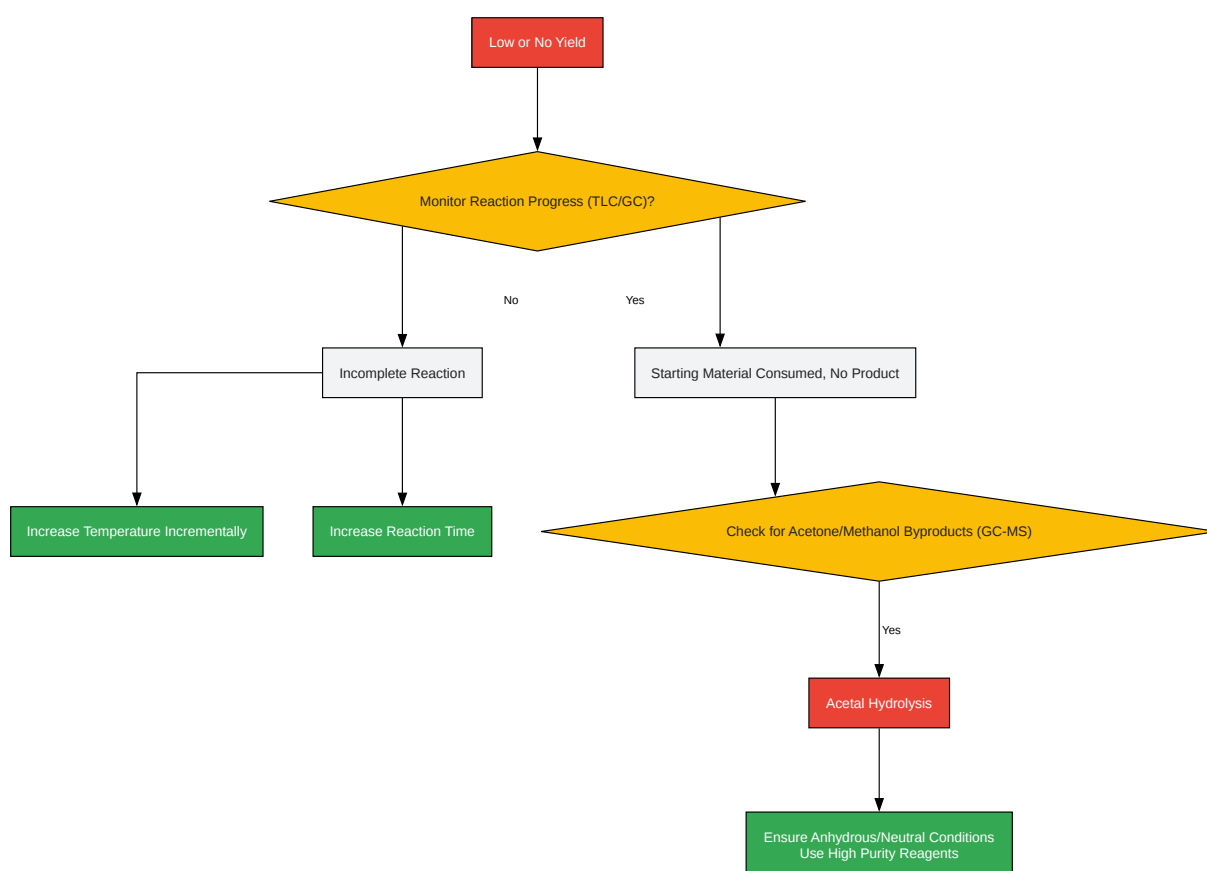 Low or No Yield
Monitor Reaction Progress (TLC/GC)?
No
Yes
Incomplete Reaction
Starting Material Consumed, No Product
Increase Temperature Incrementally
Increase Reaction Time
Check for Acetone/Methanol Byproducts (GC-MS)
Yes
Acetal Hydrolysis
Ensure Anhydrous/Neutral Conditions
Use High Purity Reagents